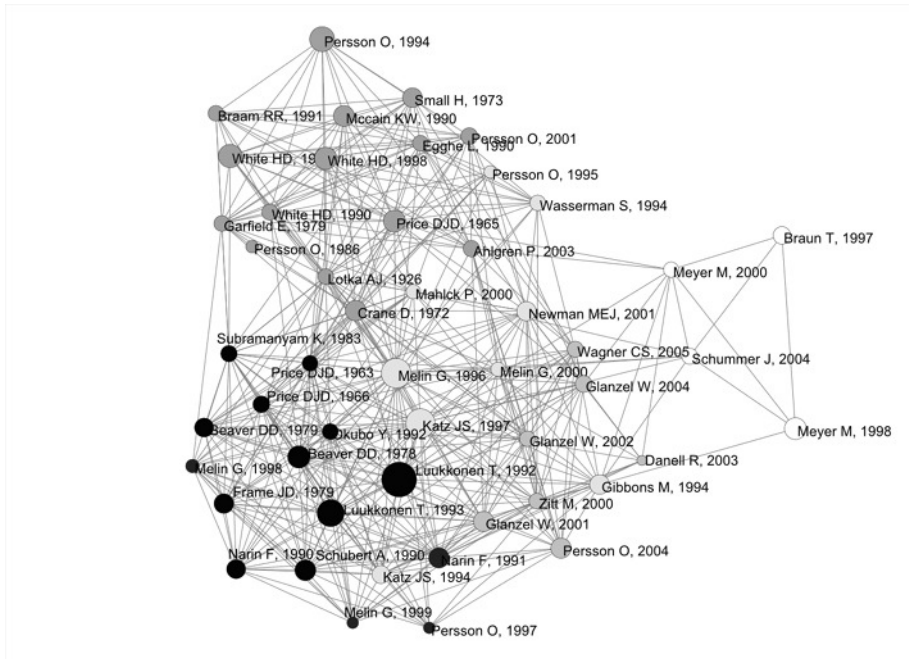 Persson O, 1994
Small H, 1973
Braam RR, 1991
Mccain KW, 1990
Persson O, 2001
Egghe L, 1990
White HD, 19
White HD, 1998
Persson O, 1995
Wasserman S, 1994
White HD, 1990
Garfield E, 1979
Price DJD, 1965
Braun T, 1997
Persson O, 1986
Ahlgren P, 2003
Meyer M, 2000
Lotka AJ, 1926
Mahlck P, 2000
Crane D, 1972
Newman MEJ, 2001
Subramanyam K, 1983
Wagner CS, 2005
Schummer J, 2004
Price DJD, 1963
Melin G, 1996
Melin G, 2000
Glanzel W, 2004
Price DJD, 1966
Beaver DD, 1979
Okubo Y, 1992
Katz JS, 1997
Meyer M, 1998
Glanzel W, 2002
Beaver DD, 1978
Danell R, 2003
Melin G, 1998
Luukkonen T, 1992
Gibbons M, 1994
Frame JD, 1979
Zitt M, 2000
Luukkonen T, 1993
Glanzel W, 2001
Persson O, 2004
Narin F, 1990
Schubert A, 1990
Narin F, 1991
Katz JS, 1994
Melin G, 1999
Persson O, 1997